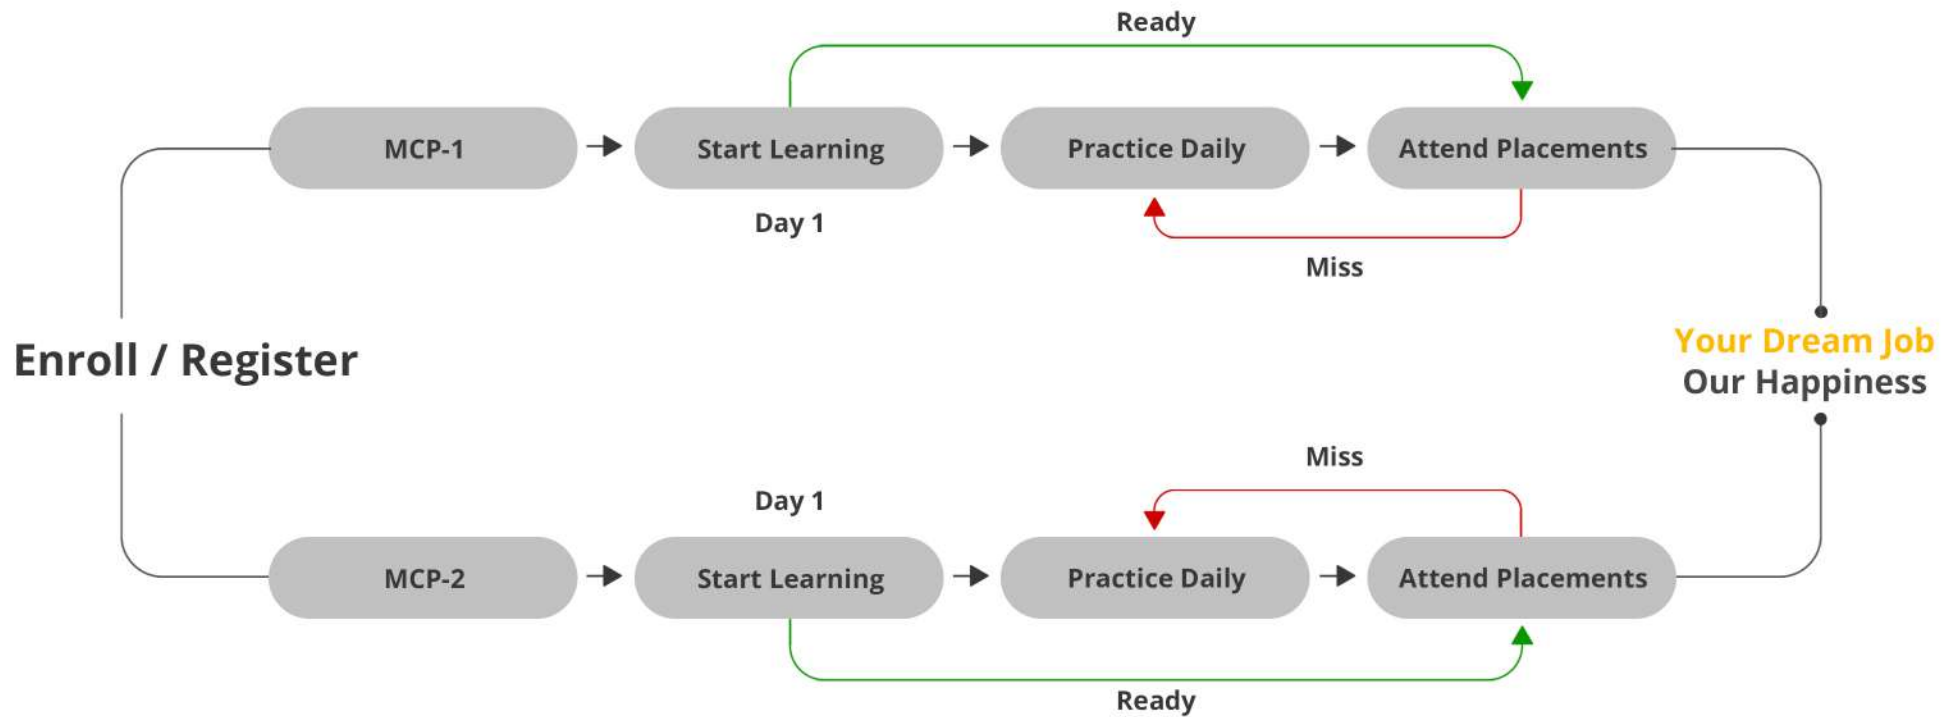 Ready
MCP-1
Start Learning
Practice Daily
Attend Placements
Day 1
Miss
Enroll / Register
Your Dream Job
Our Happiness
Miss
Day 1
MCP-2
Start Learning
Practice Daily
Attend Placements
Ready